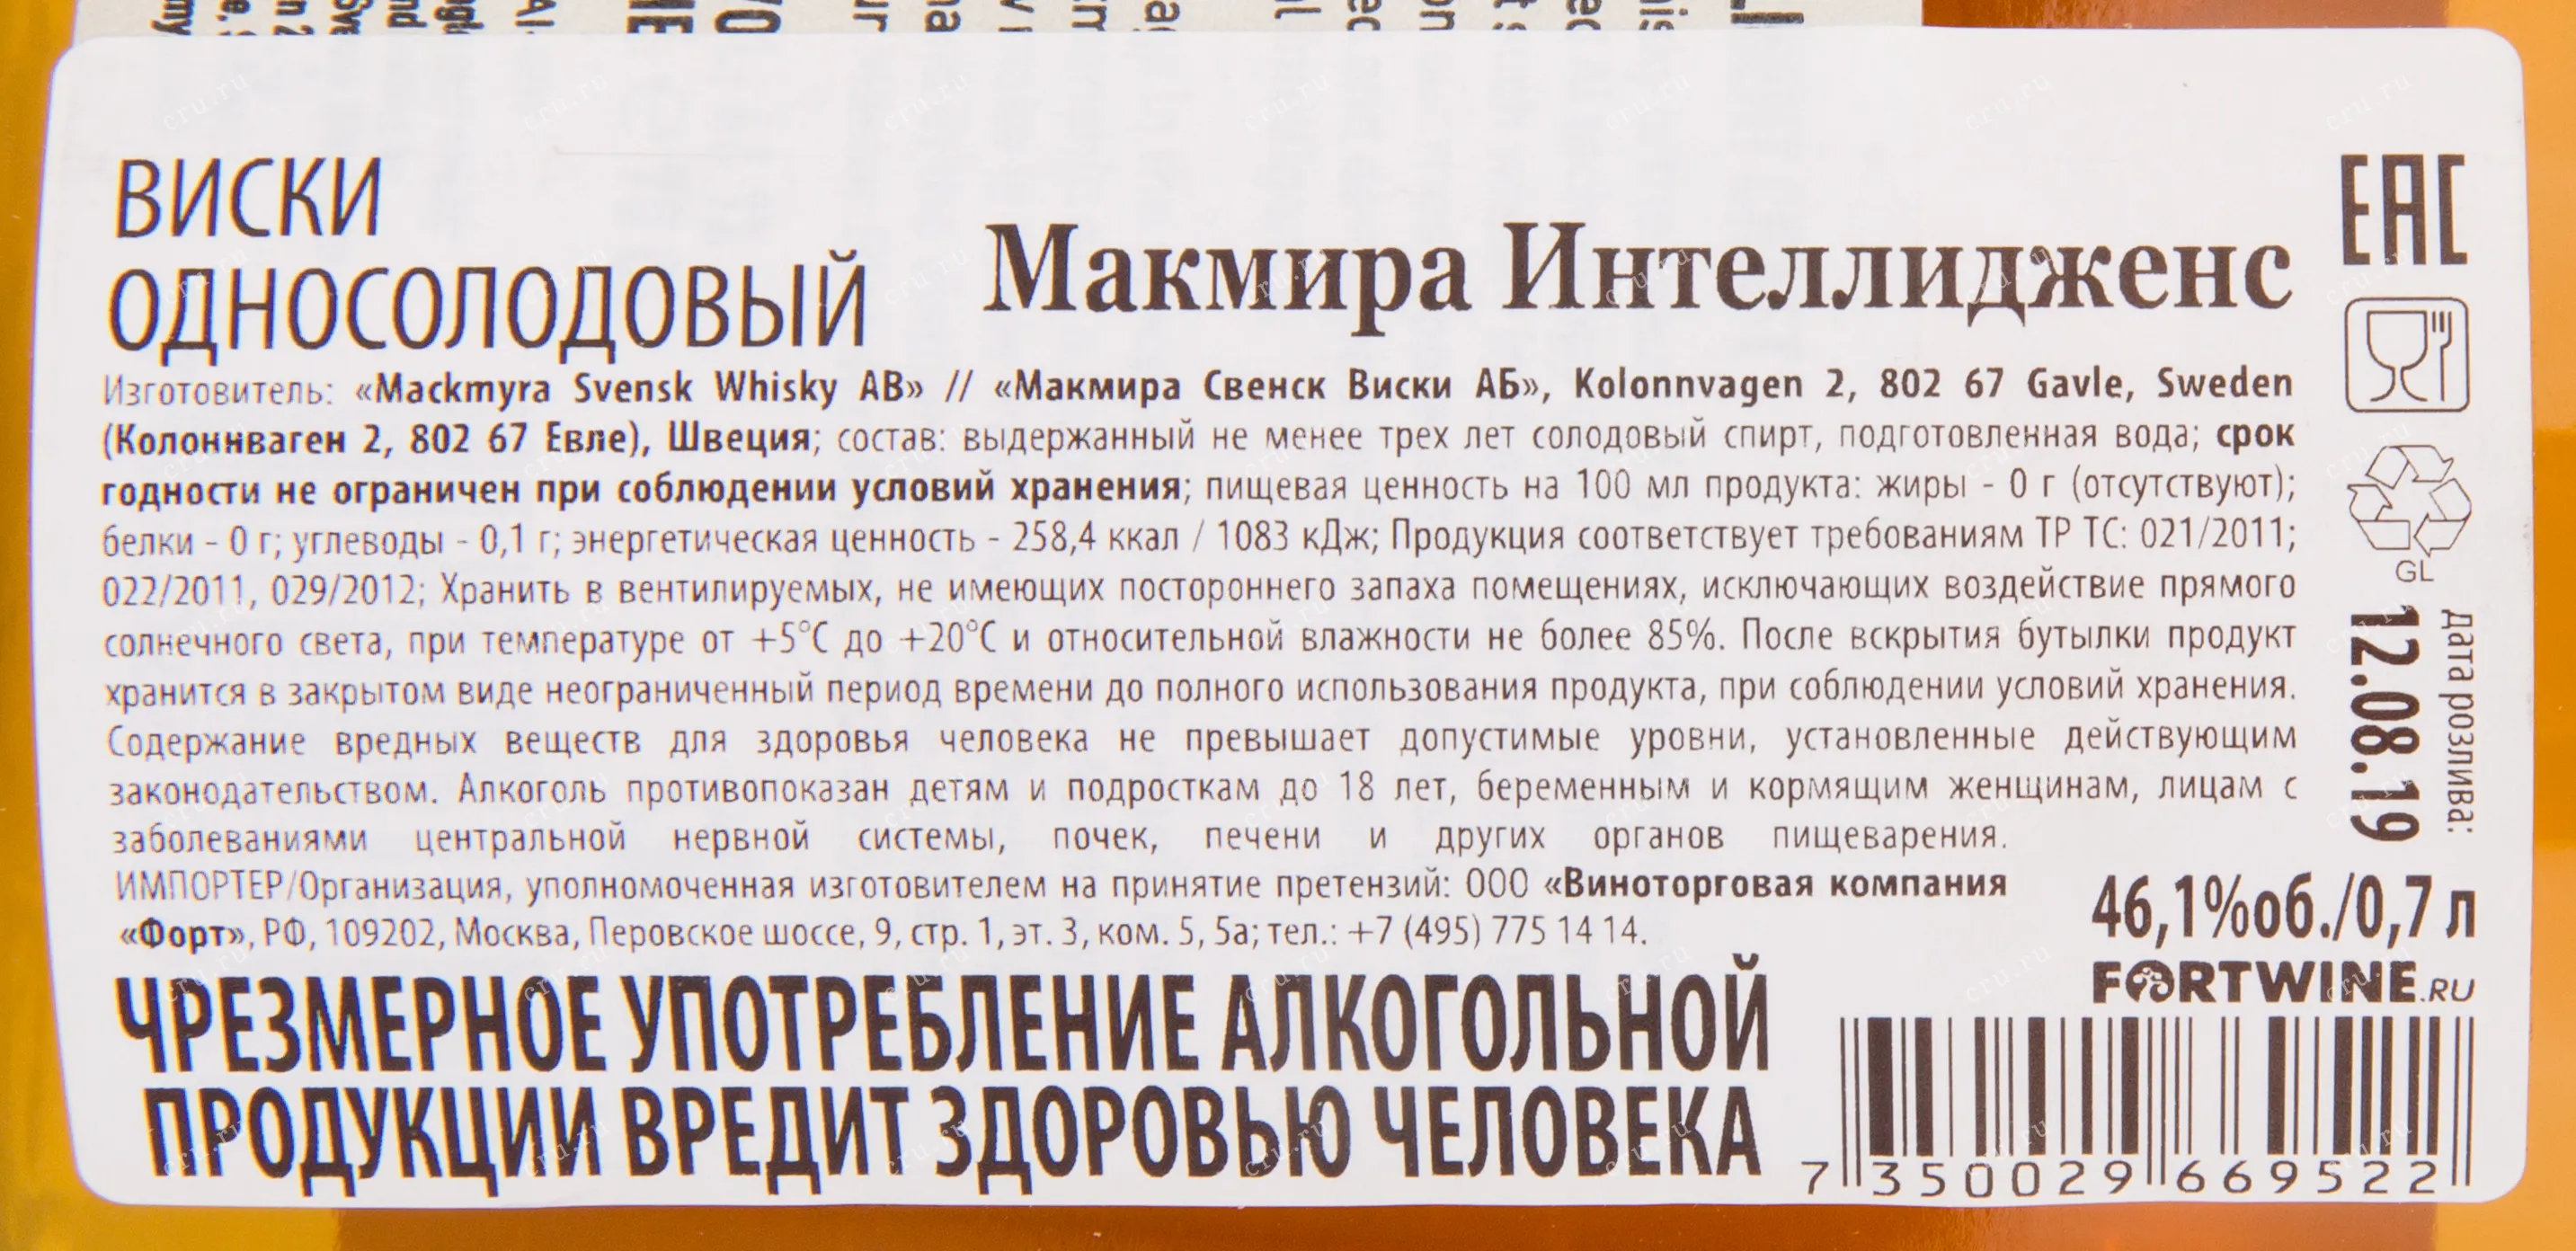 ВИСКИ
ОДНОСОЛОДОВЫЙ
Макмира Интеллидженс
Изготовитель: «Mackmyra Svensk Whisky AB» // «Макмира Свенск Виски АБ», Kolonnvagen 2, 802 67 Gavle, Sweden
(Колоннваген 2, 802 67 Евле), Швеция; состав: выдержанный не менее трех лет солодовый спирт, подготовленная вода; срок
годности не ограничен при соблюдении условий хранения; пищевая ценность на 100 мл продукта: жиры - 0 г (отсутствуют);
белки - 0 г; углеводы - 0,1 г; энергетическая ценность - 258,4 ккал / 1083 кДж; Продукция соответствует требованиям ТР ТС: 021/2011;
022/2011, 029/2012; Хранить в вентилируемых, не имеющих постороннего запаха помещениях, исключающих воздействие прямого
солнечного света, при температуре от +5°С до +20°С и относительной влажности не более 85%. После вскрытия бутылки продукт
хранится в закрытом виде неограниченный период времени до полного использования продукта, при соблюдении условий хранения.
Содержание вредных веществ для здоровья человека не превышает допустимые уровни, установленные действующим
законодательством. Алкоголь противопоказан детям и подросткам до 18 лет, беременным и кормящим женщинам, лицам с
заболеваниями центральной нервной системы, почек, печени и других органов пищеварения.
ИМПОРТЕР/Организация, уполномоченная изготовителем на принятие претензий: ООО «Виноторговая компания
«Форт», РФ, 109202, Москва, Перовское шоссе, 9, стр. 1, эт. 3, ком. 5, 5а; тел.: +7 (495) 775 14 14.
ЧРЕЗМЕРНОЕ УПОТРЕБЛЕНИЕ АЛКОГОЛЬНОЙ
ПРОДУКЦИИ ВРЕДИТ ЗДОРОВЬЮ ЧЕЛОВЕКА
EAC
GL
дата розлива:
12.08.19
46,1%об./0,7 л
FORTWINE.RU
7 350029 669522
cru.ru